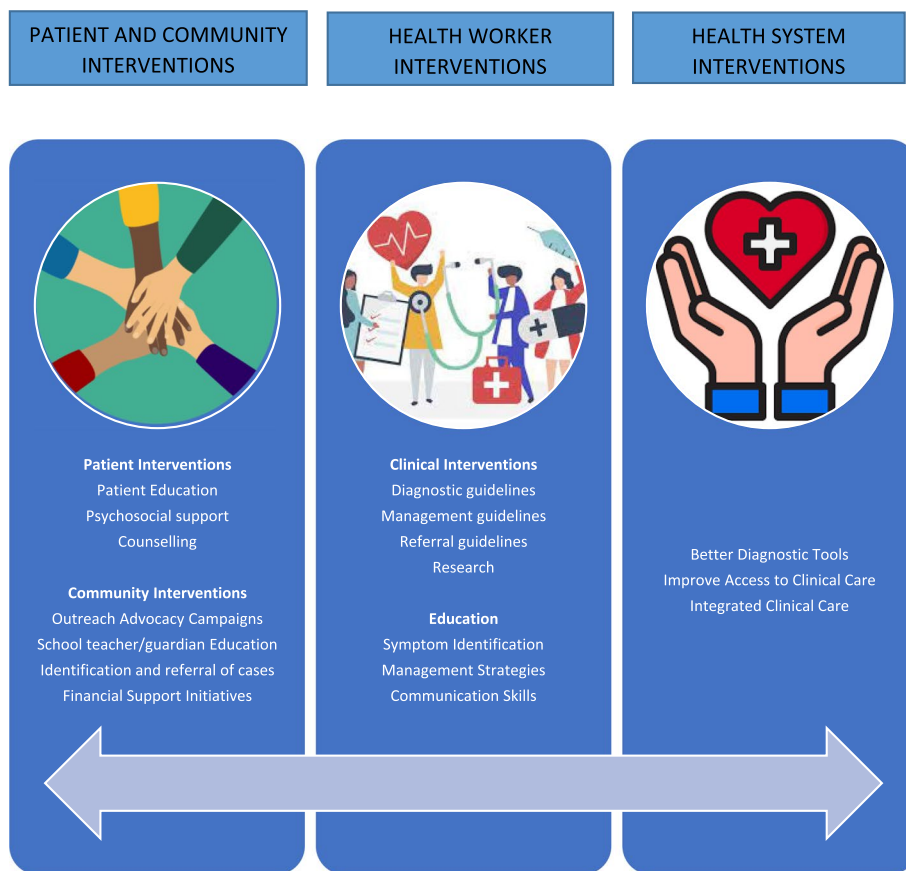 PATIENT AND COMMUNITY
INTERVENTIONS
HEALTH WORKER
INTERVENTIONS
HEALTH SYSTEM
INTERVENTIONS
Patient Interventions
Patient Education
Psychosocial support
Counselling
Community Interventions
Outreach Advocacy Campaigns
School teacher/guardian Education
Identification and referral of cases
Financial Support Initiatives
Clinical Interventions
Diagnostic guidelines
Management guidelines
Referral guidelines
Research
Education
Symptom Identification
Management Strategies
Communication Skills
Better Diagnostic Tools
Improve Access to Clinical Care
Integrated Clinical Care